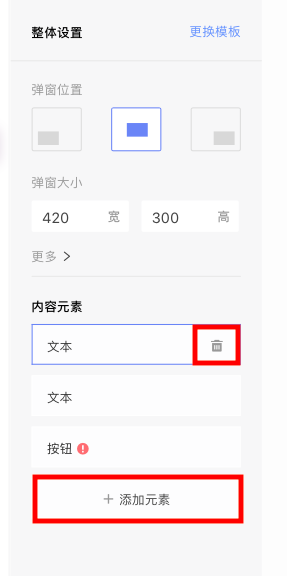 整体设置 更换模板
弹窗位置
弹窗大小
420 宽 300 高
更多 >
内容元素
文本
文本
按钮
+ 添加元素